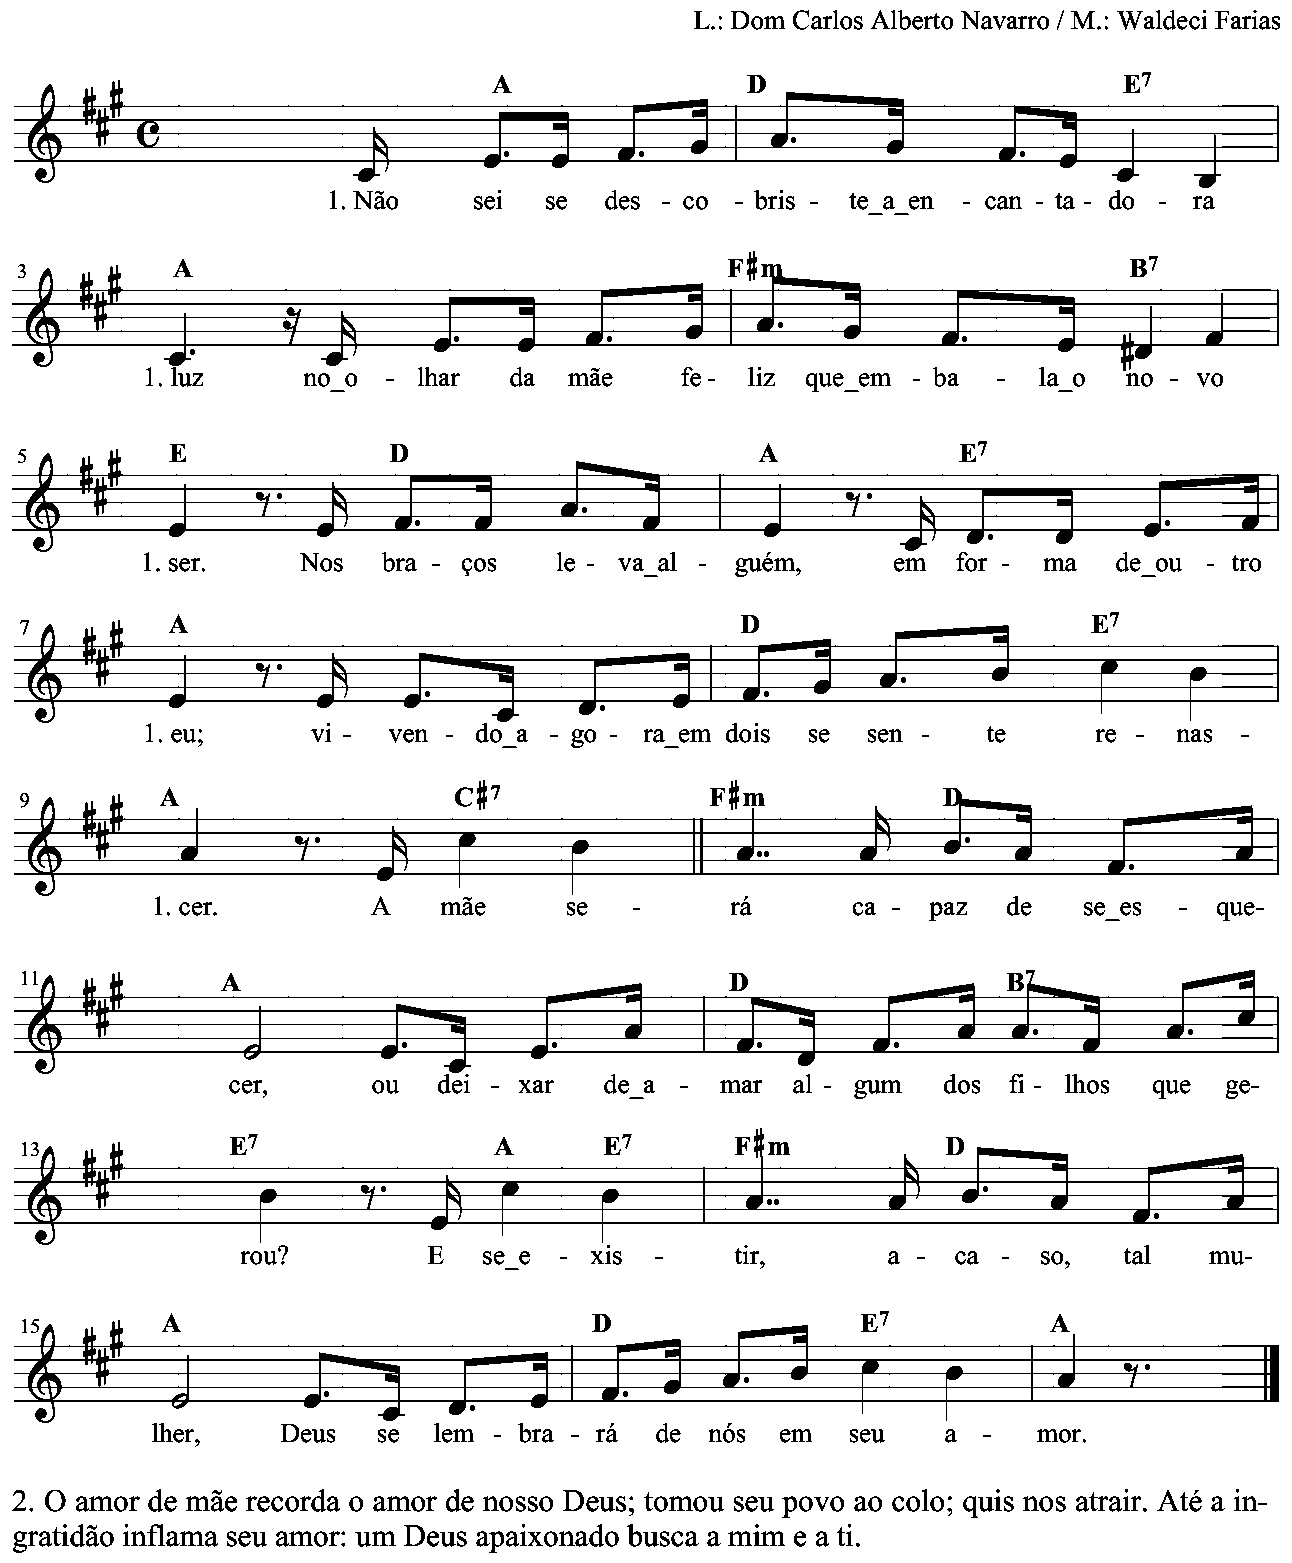 L.: Dom Carlos Alberto Navarro / M.: Waldeci Farias
A D E7
1. Não sei se des - co - bris - te_a_en - can - ta - do - ra
3 A F#m B7
1. luz no_o - lhar da mãe fe - liz que_em - ba - la_o no - vo
5 E D A E7
1. ser. Nos bra - ços le - va_al - guém, em for - ma de_ou - tro
7 A D E7
1. eu; vi - ven - do_a - go - ra_em dois se sen - te re - nas -
9 A C#7 F#m D
1. cer. A mãe se - rá ca - paz de se_es - que-
11 A D B7
cer, ou dei - xar de_a - mar al - gum dos fi - lhos que ge-
13 E7 A E7 F#m D
rou? E se_e - xis - tir, a - ca - so, tal mu-
15 A D E7 A
lher, Deus se lem - bra - rá de nós em seu a - mor.
2. O amor de mãe recorda o amor de nosso Deus; tomou seu povo ao colo; quis nos atrair. Até a in-
gratidão inflama seu amor: um Deus apaixonado busca a mim e a ti.